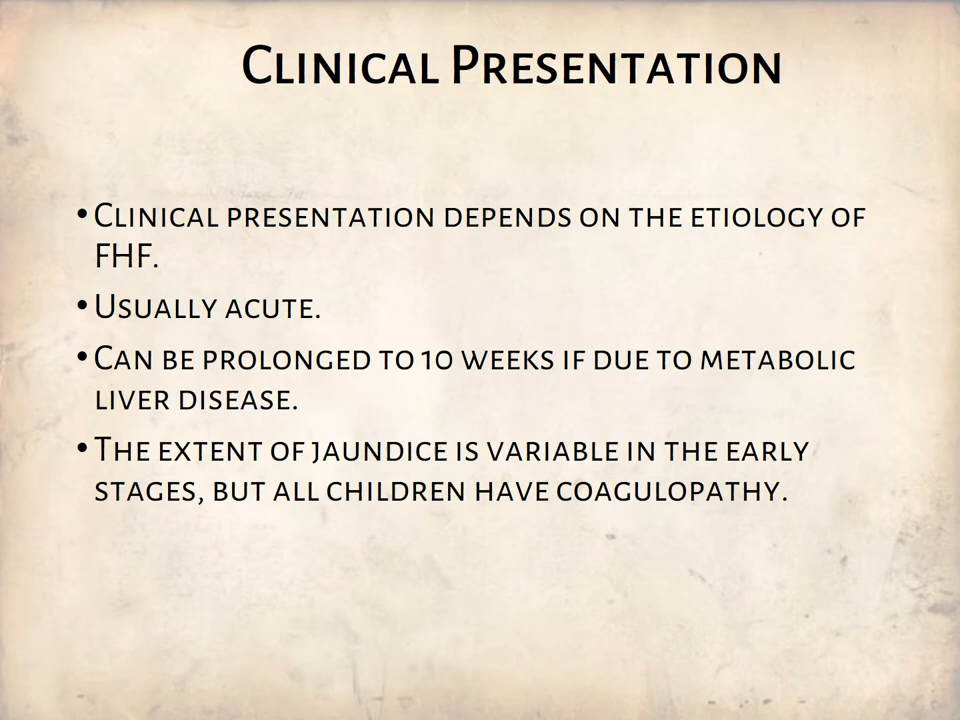 Clinical Presentation
• Clinical presentation depends on the etiology of
FHF.
• Usually acute.
• Can be prolonged to 10 weeks if due to metabolic
liver disease.
• The extent of jaundice is variable in the early
stages, but all children have coagulopathy.